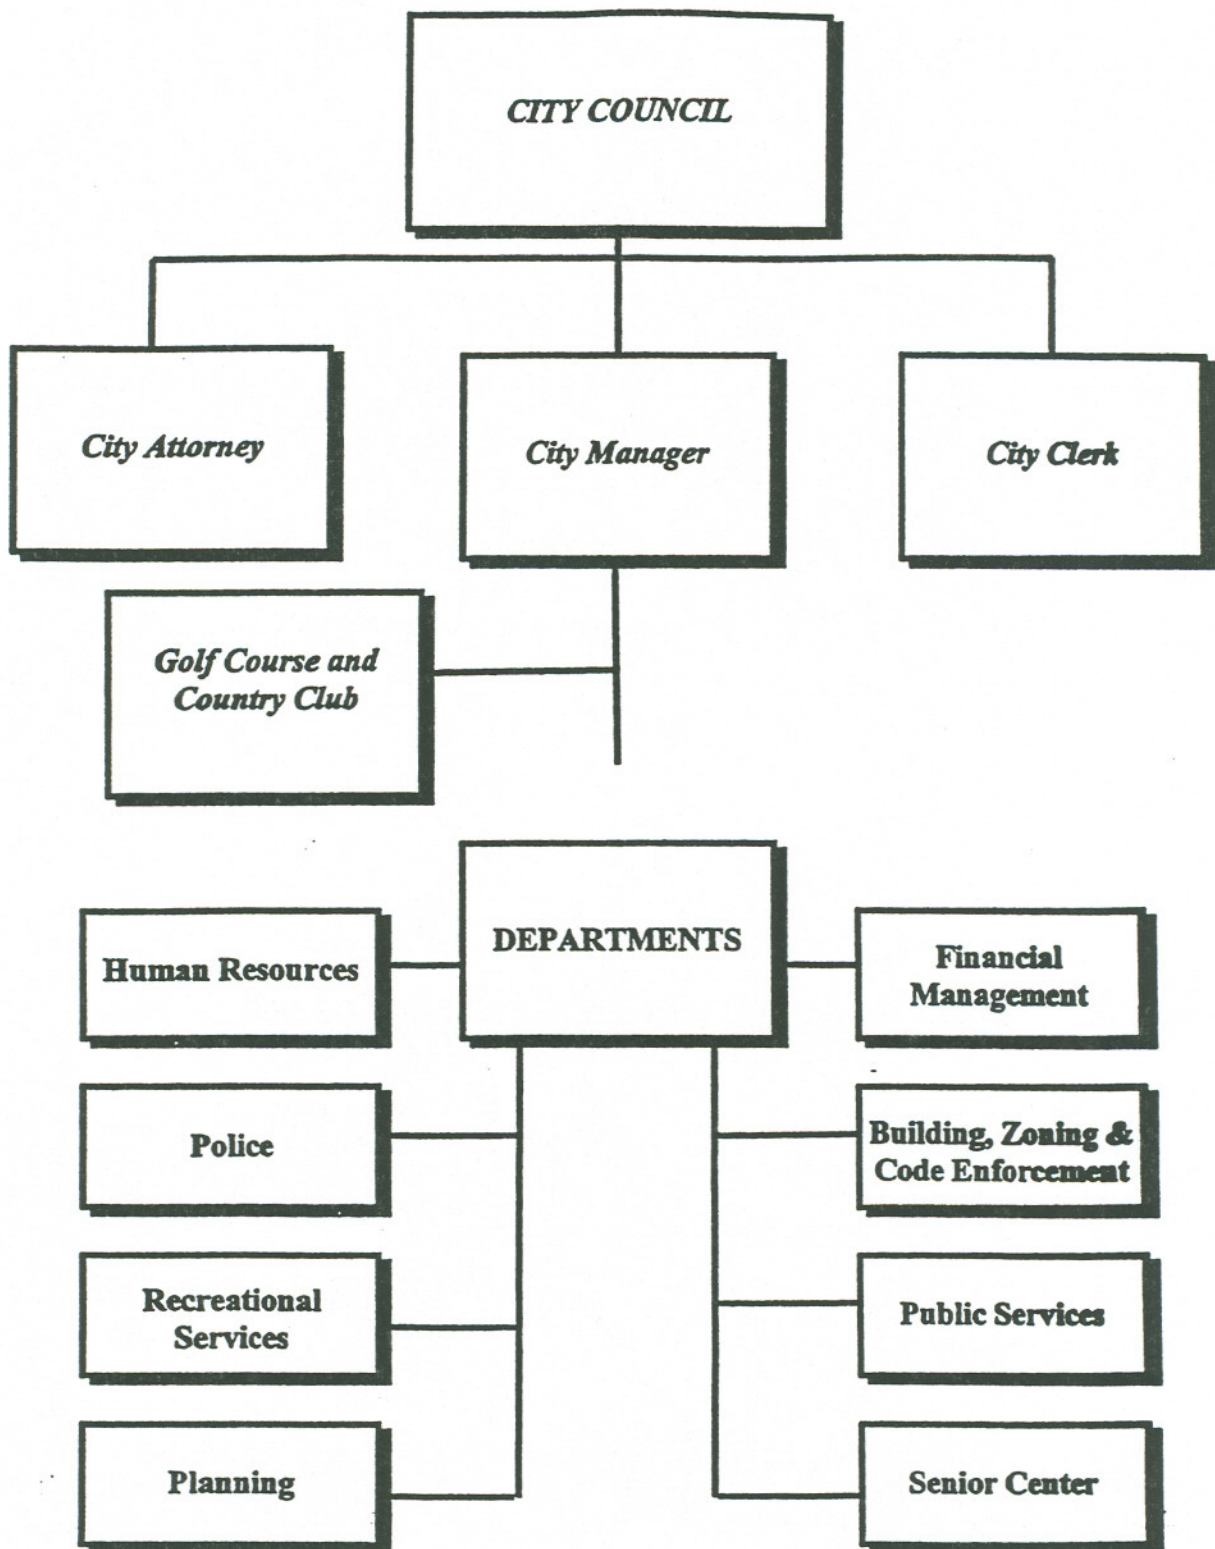 CITY COUNCIL
City Attorney
City Manager
City Clerk
Golf Course and
Country Club
DEPARTMENTS
Human Resources
Financial
Management
Police
Building, Zoning &
Code Enforcement
Recreational
Services
Public Services
Planning
Senior Center